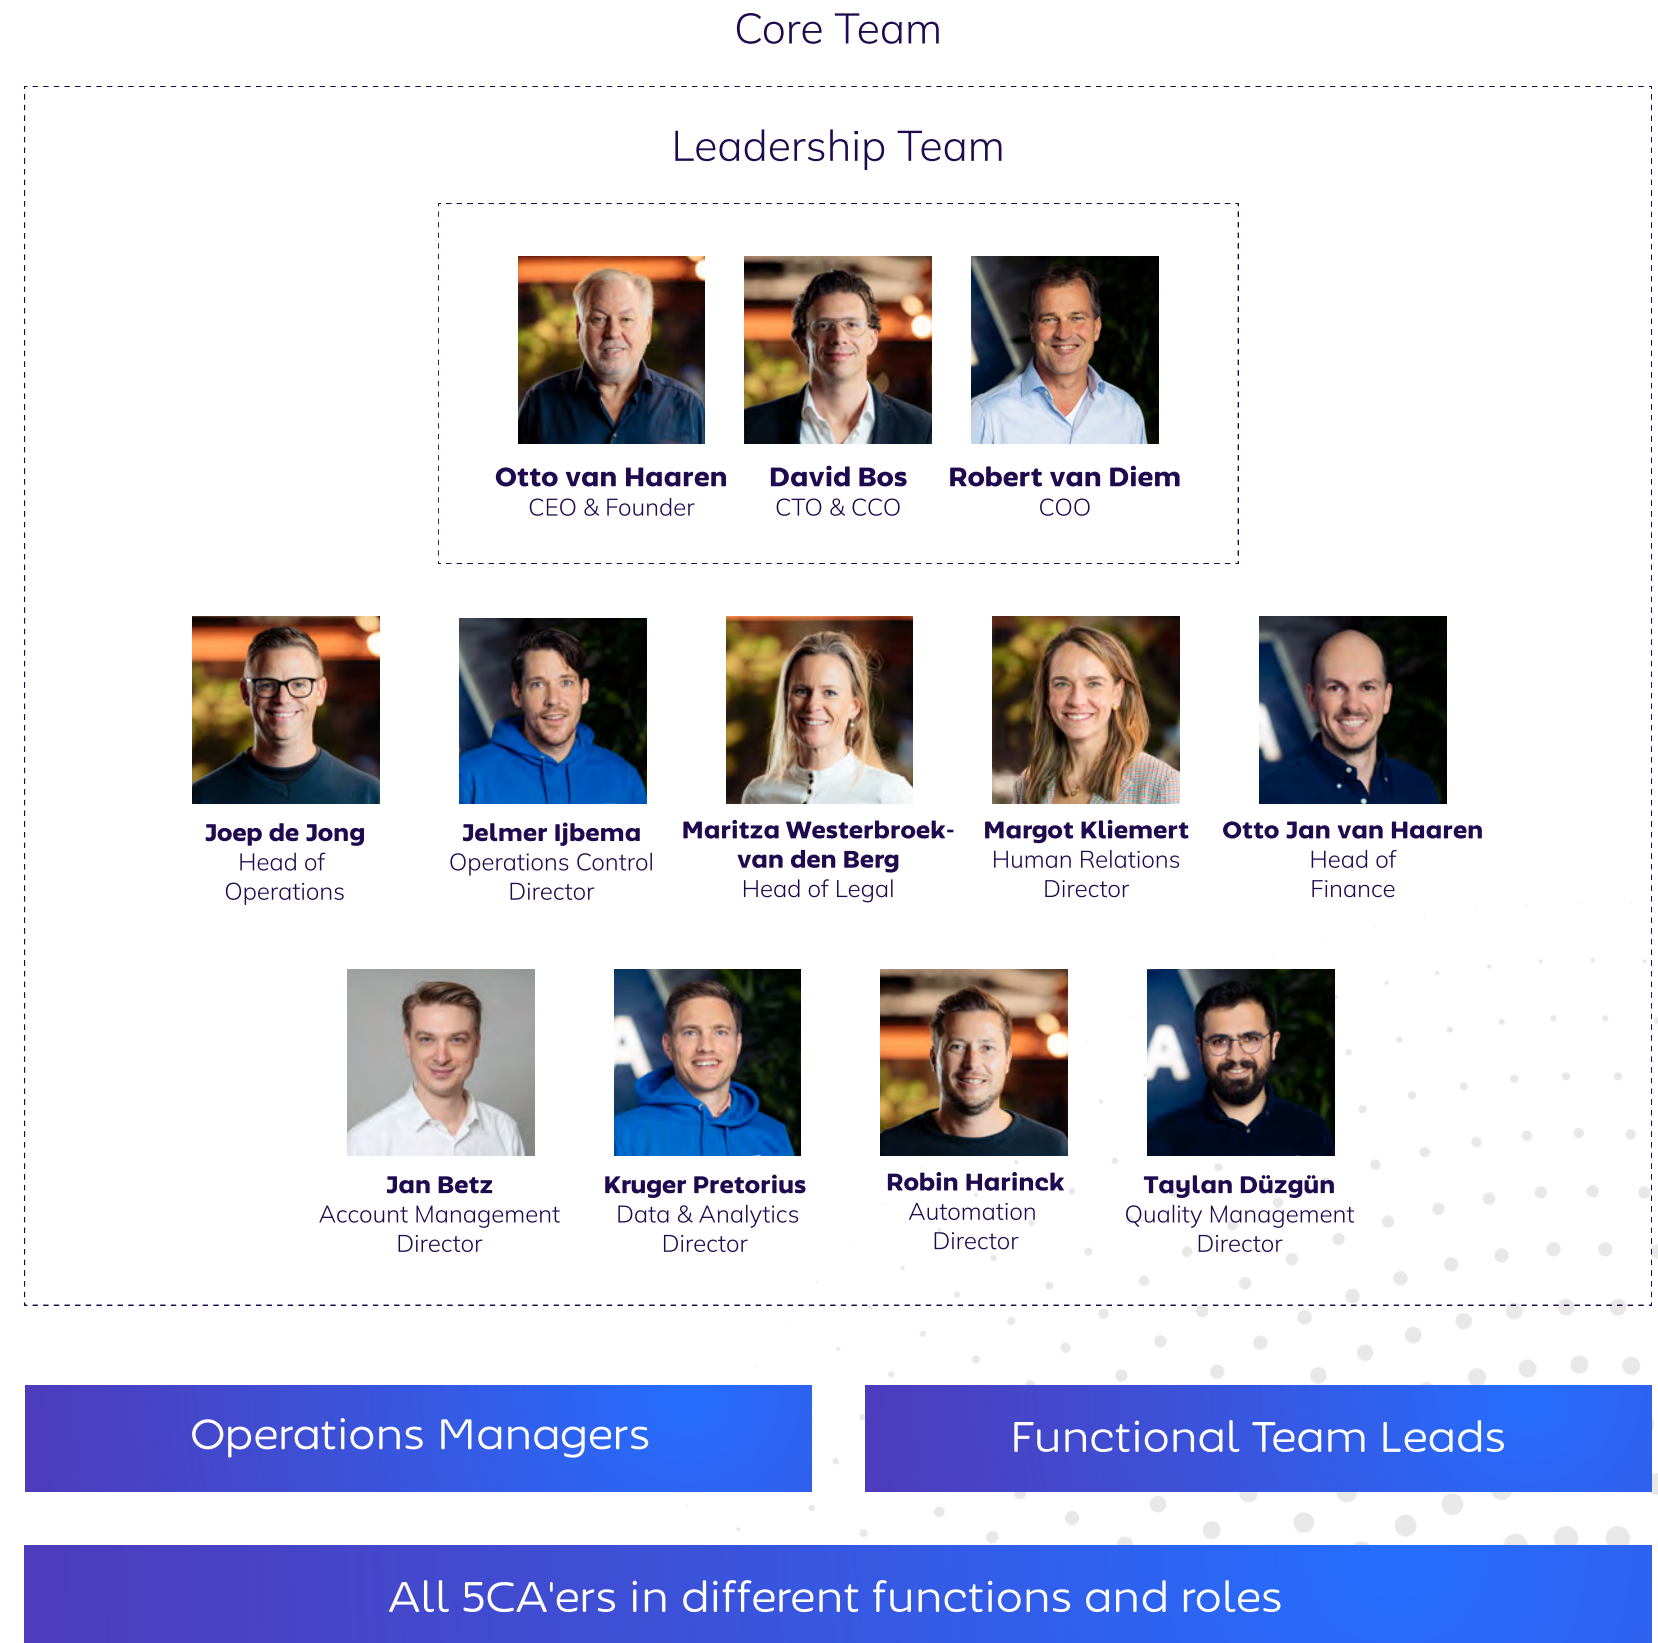 Core Team
Leadership Team
Otto van Haaren
CEO & Founder
David Bos
CTO & CCO
Robert van Diem
COO
Joep de Jong
Head of
Operations
Jelmer Ijbema
Operations Control
Director
Maritza Westerbroek-
van den Berg
Head of Legal
Margot Kliemert
Human Relations
Director
Otto Jan van Haaren
Head of
Finance
Jan Betz
Account Management
Director
Kruger Pretorius
Data & Analytics
Director
Robin Harinck
Automation
Director
Taylan Düzgün
Quality Management
Director
Operations Managers
Functional Team Leads
All 5CA'ers in different functions and roles